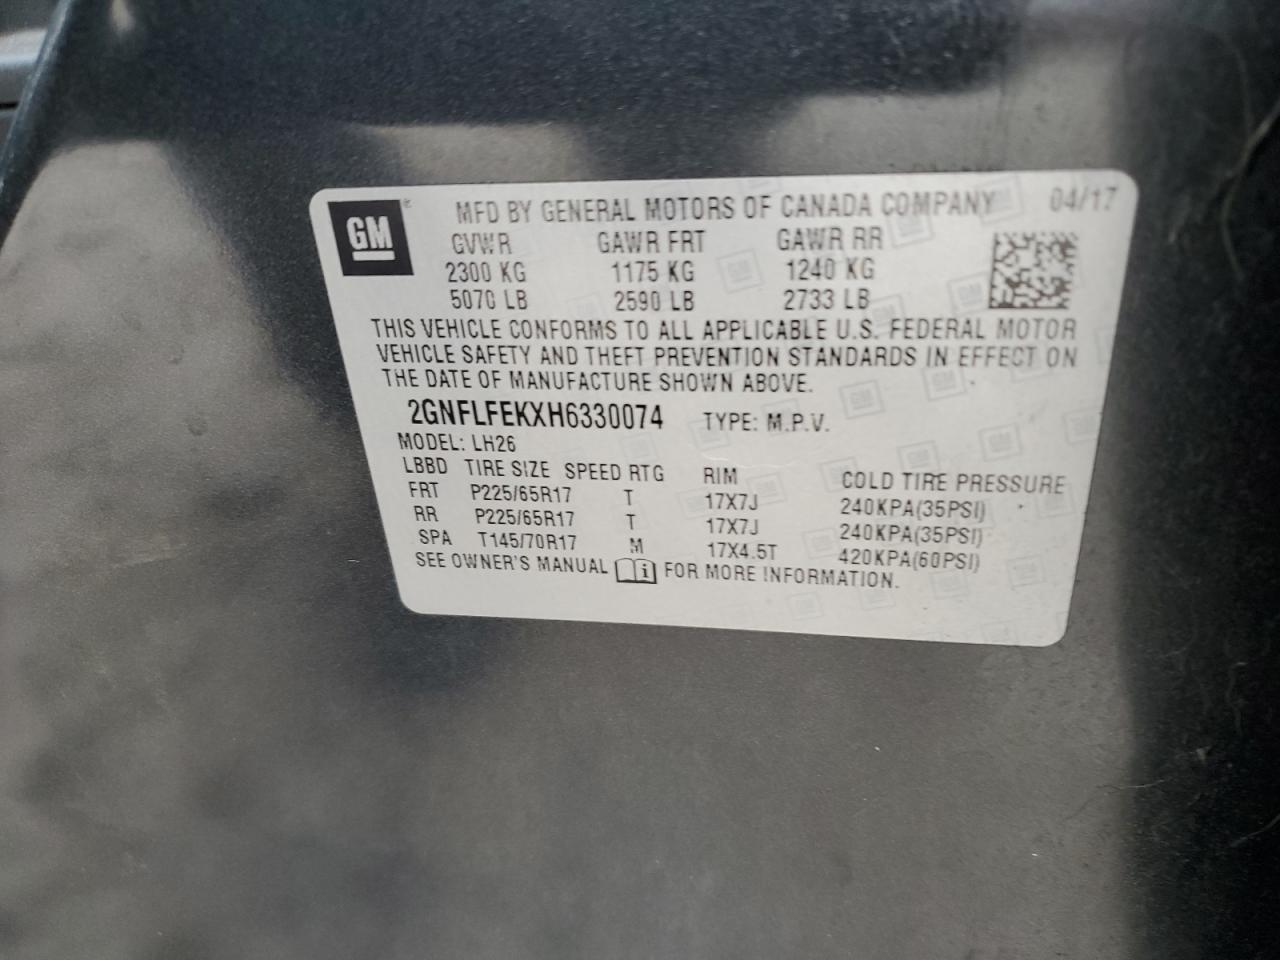 GM ®
MFD BY GENERAL MOTORS OF CANADA COMPANY 04/17
GVWR GAWR FRT GAWR RR
2300 KG 1175 KG 1240 KG
5070 LB 2590 LB 2733 LB
THIS VEHICLE CONFORMS TO ALL APPLICABLE U.S. FEDERAL MOTOR
VEHICLE SAFETY AND THEFT PREVENTION STANDARDS IN EFFECT ON
THE DATE OF MANUFACTURE SHOWN ABOVE.
2GNFLFEKXH6330074 TYPE: M.P.V.
MODEL: LH26
LBBD TIRE SIZE SPEED RTG RIM COLD TIRE PRESSURE
FRT P225/65R17 T 17X7J 240KPA(35PSI)
RR P225/65R17 T 17X7J 240KPA(35PSI)
SPA T145/70R17 M 17X4.5T 420KPA(60PSI)
SEE OWNER'S MANUAL i FOR MORE INFORMATION.